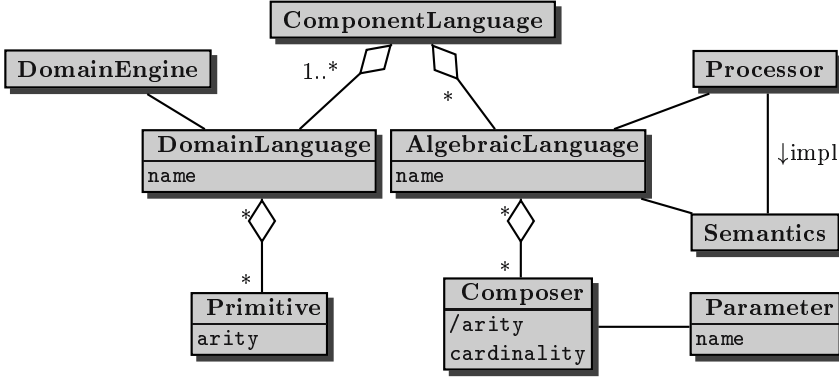 ComponentLanguage
DomainEngine
1..*
*
Processor
DomainLanguage
name
AlgebraicLanguage
name
↓impl
*
*
Semantics
*
*
Primitive
arity
Composer
/arity
cardinality
Parameter
name